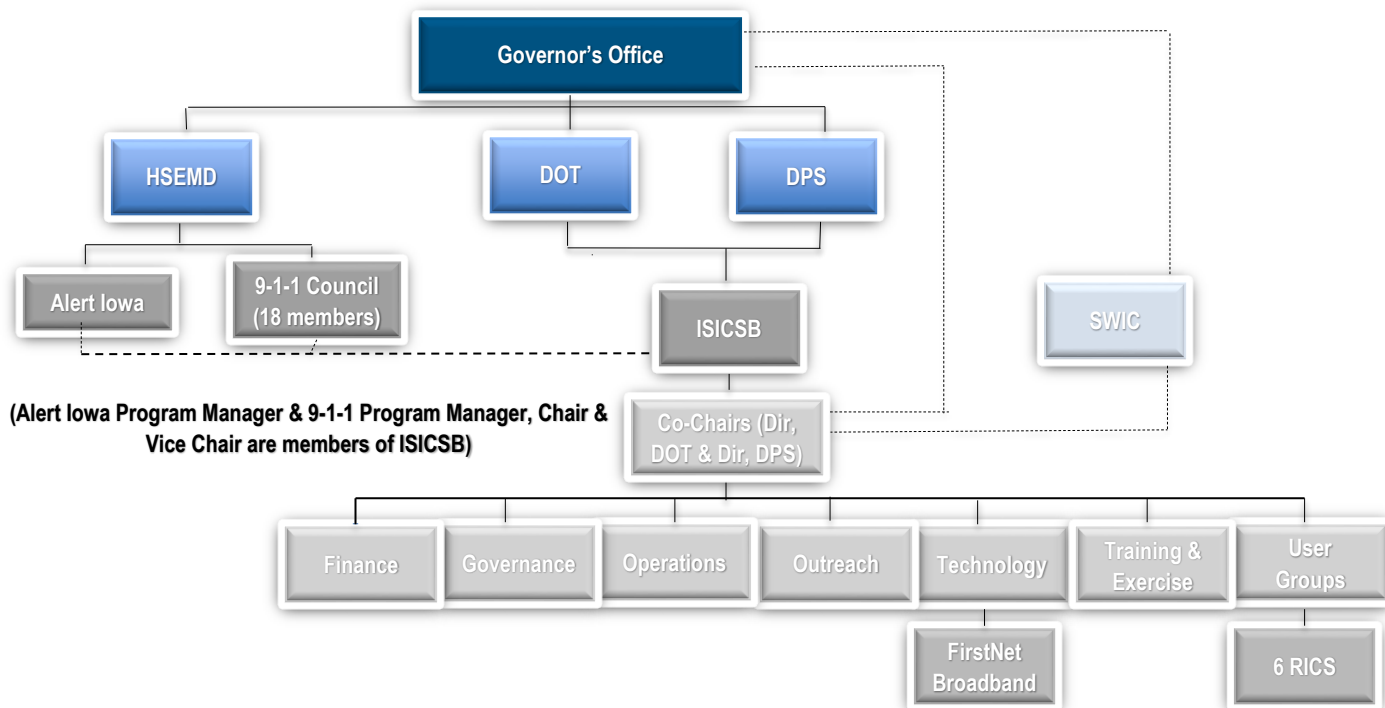 Governor’s Office
HSEMD
DOT
DPS
Alert Iowa
9-1-1 Council
(18 members)
ISICSB
SWIC
(Alert Iowa Program Manager & 9-1-1 Program Manager, Chair &
Vice Chair are members of ISICSB)
Co-Chairs (Dir,
DOT & Dir, DPS)
Finance
Governance
Operations
Outreach
Technology
Training &
Exercise
User
Groups
FirstNet
Broadband
6 RICS